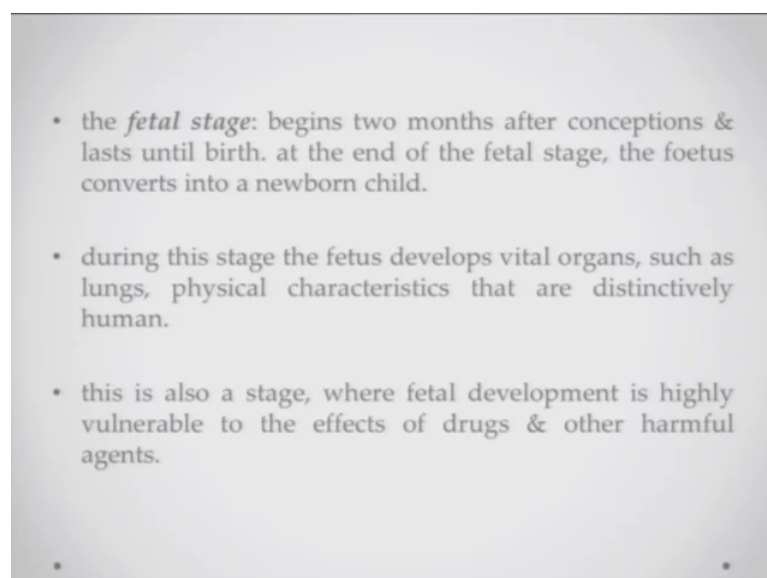 • the fetal stage: begins two months after conceptions &
lasts until birth. at the end of the fetal stage, the foetus
converts into a newborn child.
• during this stage the fetus develops vital organs, such as
lungs, physical characteristics that are distinctively
human.
• this is also a stage, where fetal development is highly
vulnerable to the effects of drugs & other harmful
agents.